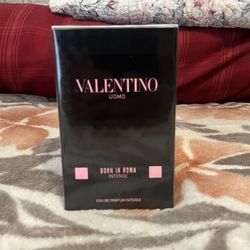 VALENTINO
UOMO
BORN IN ROMA
INTENSE
EAU DE PARFUM INTENSE